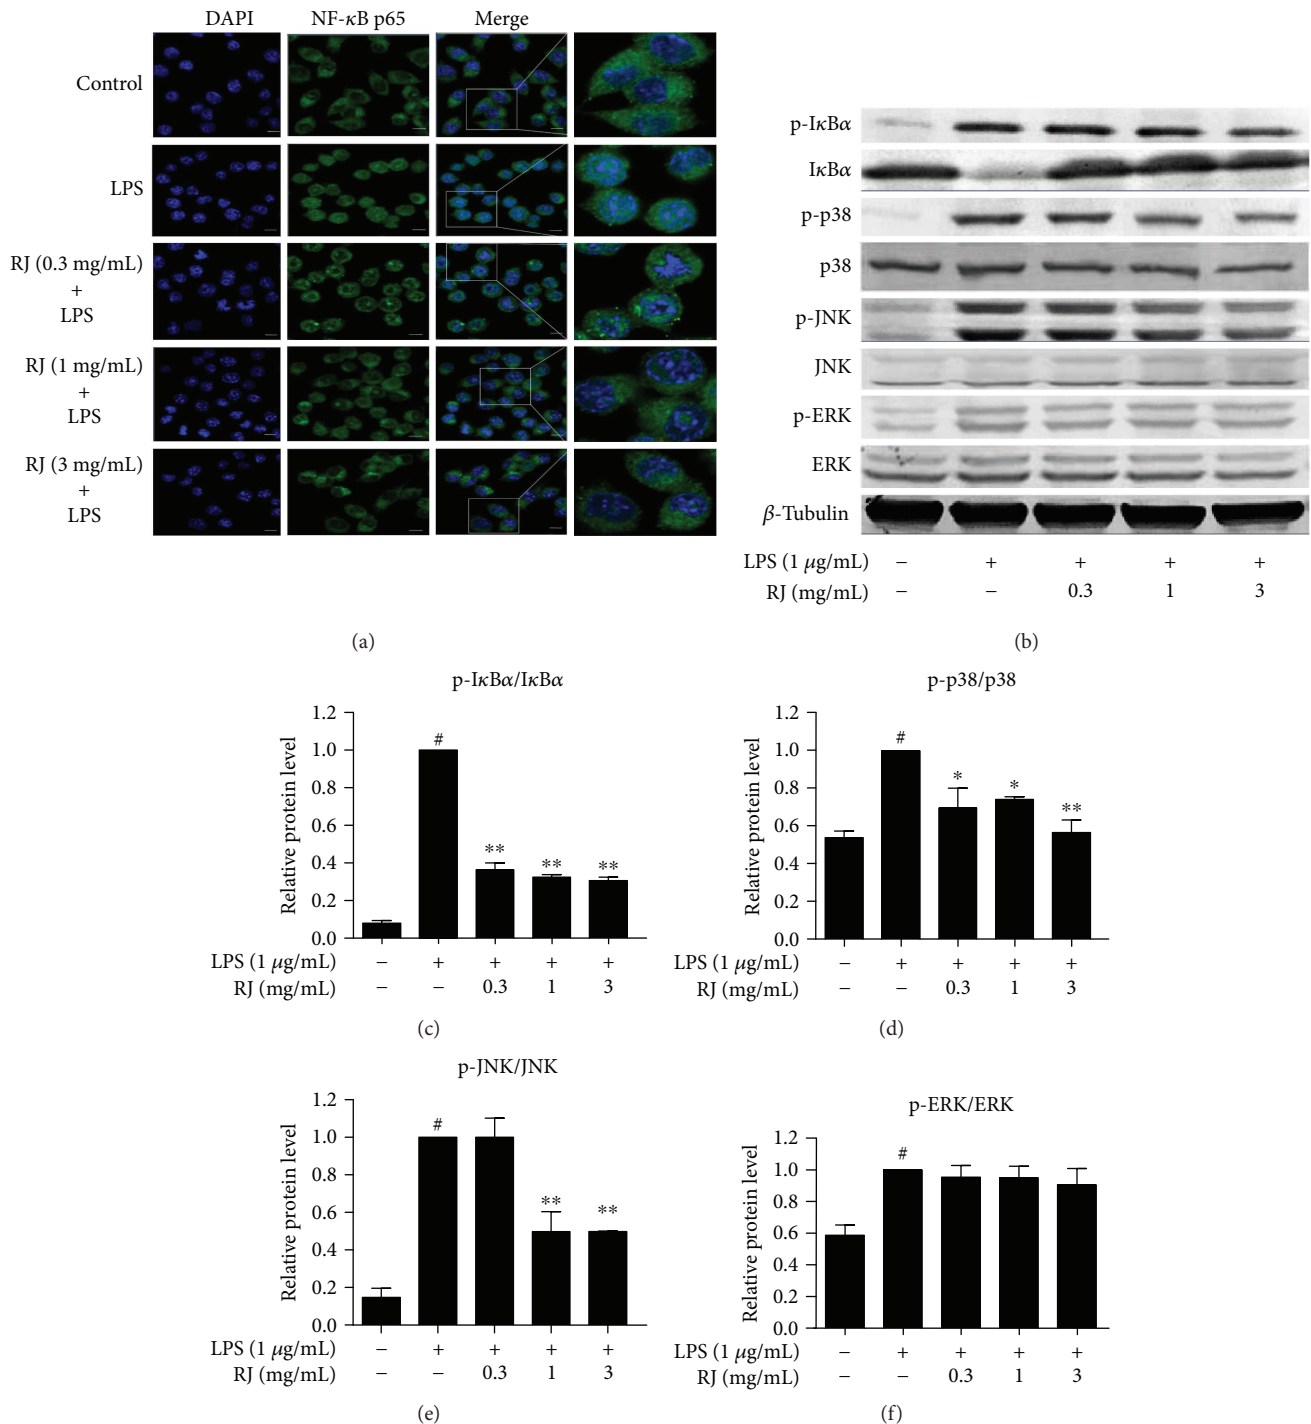 DAPI NF-κB p65 Merge
Control
LPS
RJ (0.3 mg/mL)
+
LPS
RJ (1 mg/mL)
+
LPS
RJ (3 mg/mL)
+
LPS
(a)
p-IκBα
IκBα
p-p38
p38
p-JNK
JNK
p-ERK
ERK
β-Tubulin
LPS (1 μg/mL) − + + + +
RJ (mg/mL) − − 0.3 1 3
(b)
p-IκBα/IκBα
Relative protein level
1.2
1.0
0.8
0.6
0.4
0.2
0.0
# ** ** **
LPS (1 μg/mL) − + + + +
RJ (mg/mL) − − 0.3 1 3
(c)
p-p38/p38
Relative protein level
1.2
1.0
0.8
0.6
0.4
0.2
0.0
# * * **
LPS (1 μg/mL) − + + + +
RJ (mg/mL) − − 0.3 1 3
(d)
p-JNK/JNK
Relative protein level
1.2
1.0
0.8
0.6
0.4
0.2
0.0
# ** **
LPS (1 μg/mL) − + + + +
RJ (mg/mL) − − 0.3 1 3
(e)
p-ERK/ERK
Relative protein level
1.2
1.0
0.8
0.6
0.4
0.2
0.0
#
LPS (1 μg/mL) − + + + +
RJ (mg/mL) − − 0.3 1 3
(f)